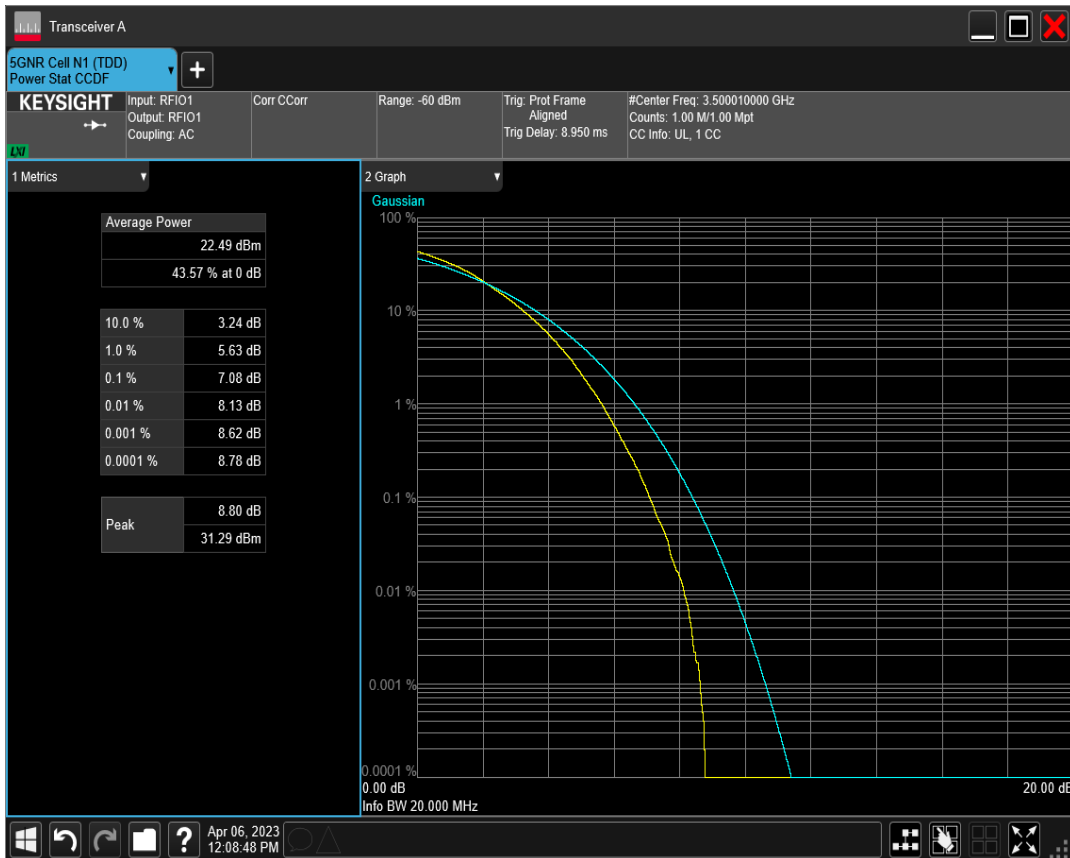 Transceiver A
5GNR Cell N1 (TDD)
Power Stat CCDF
+
KEYSIGHT
LXI
Input: RFIO1
Output: RFIO1
Coupling: AC
Corr CCorr
Range: -60 dBm
Trig: Prot Frame
Aligned
Trig Delay: 8.950 ms
#Center Freq: 3.500010000 GHz
Counts: 1.00 M/1.00 Mpt
CC Info: UL, 1 CC
1 Metrics
Average Power
22.49 dBm
43.57 % at 0 dB
10.0 % 3.24 dB
1.0 % 5.63 dB
0.1 % 7.08 dB
0.01 % 8.13 dB
0.001 % 8.62 dB
0.0001 % 8.78 dB
Peak 8.80 dB
31.29 dBm
2 Graph
Gaussian
100 %
10 %
1 %
0.1 %
0.01 %
0.001 %
0.0001 %
0.00 dB 20.00 dB
Info BW 20.000 MHz
?
Apr 06, 2023
12:08:48 PM